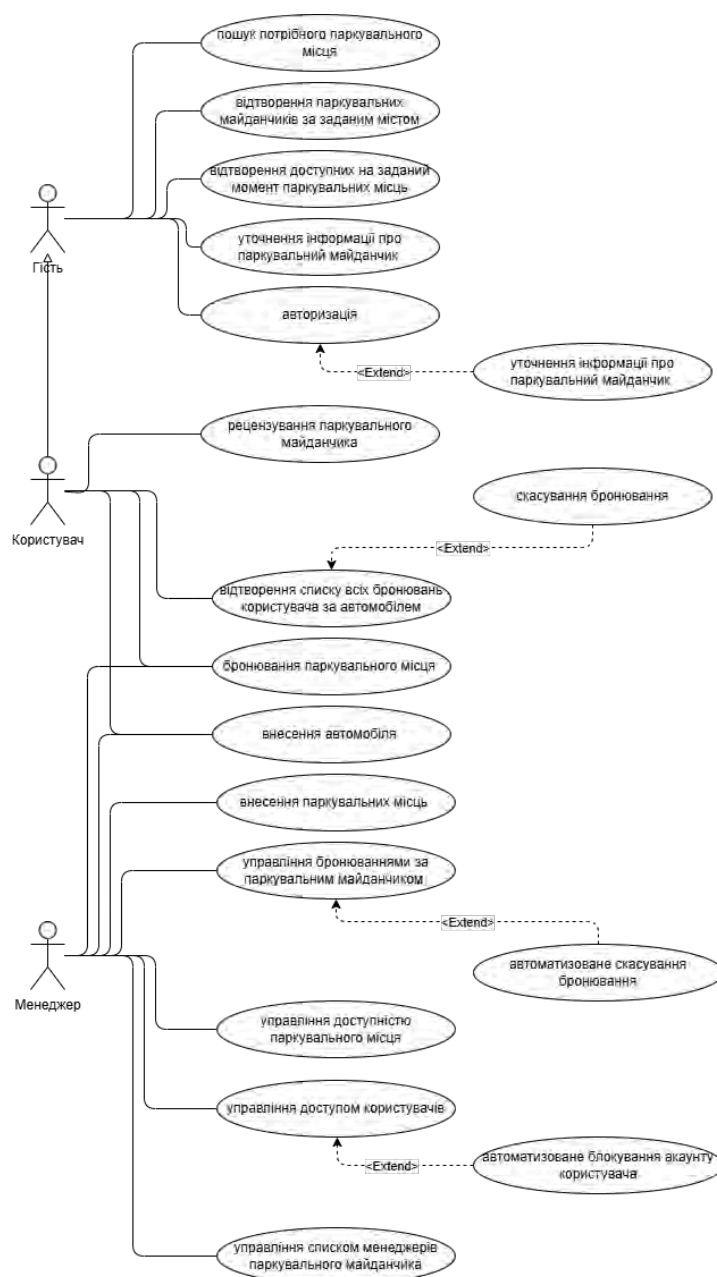 пошук потрібного паркувального
місця
відтворення паркувальних
майданчиків за заданим містом
відтворення доступних на заданий
момент паркувальних місць
уточнення інформації про
паркувальний майданчик
Гість
авторизація
<Extend>
уточнення інформації про
паркувальний майданчик
рецензування паркувального
майданчика
Користувач
скасування бронювання
<Extend>
відтворення списку всіх бронювань
користувача за автомобілем
бронювання паркувального місця
внесення автомобіля
внесення паркувальних місць
управління бронюваннями за
паркувальним майданчиком
<Extend>
автоматизоване скасування
бронювання
Менеджер
управління доступністю
паркувального місця
управління доступом користувачів
<Extend>
автоматизоване блокування акаунту
користувача
управління списком менеджерів
паркувального майданчика